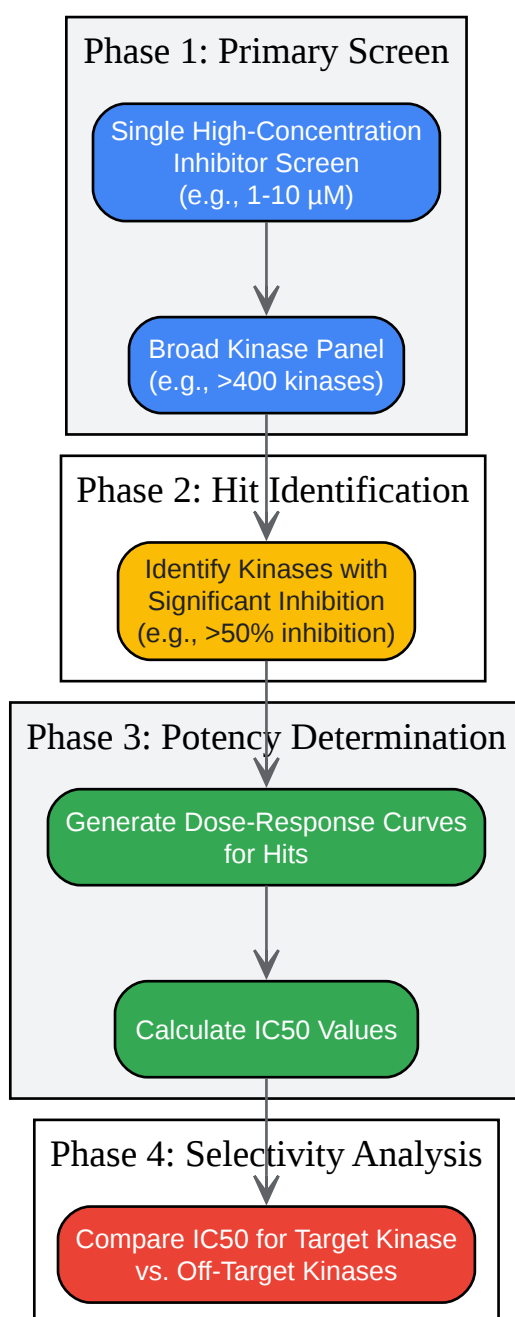 Phase 1: Primary Screen
Single High-Concentration
Inhibitor Screen
(e.g., 1-10 µM)
Broad Kinase Panel
(e.g., >400 kinases)
Phase 2: Hit Identification
Identify Kinases with
Significant Inhibition
(e.g., >50% inhibition)
Phase 3: Potency Determination
Generate Dose-Response Curves
for Hits
Calculate IC50 Values
Phase 4: Selectivity Analysis
Compare IC50 for Target Kinase
vs. Off-Target Kinases